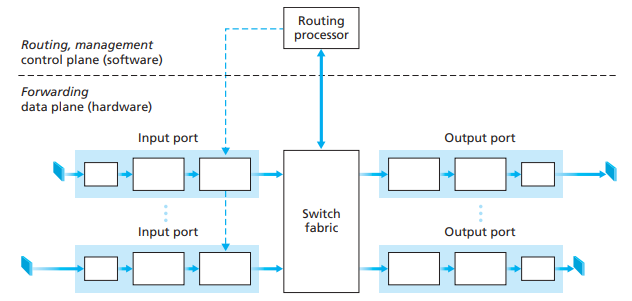 Routing
processor
Routing, management
control plane (software)
Forwarding
data plane (hardware)
Input port
Output port
Switch
fabric
Input port
Output port